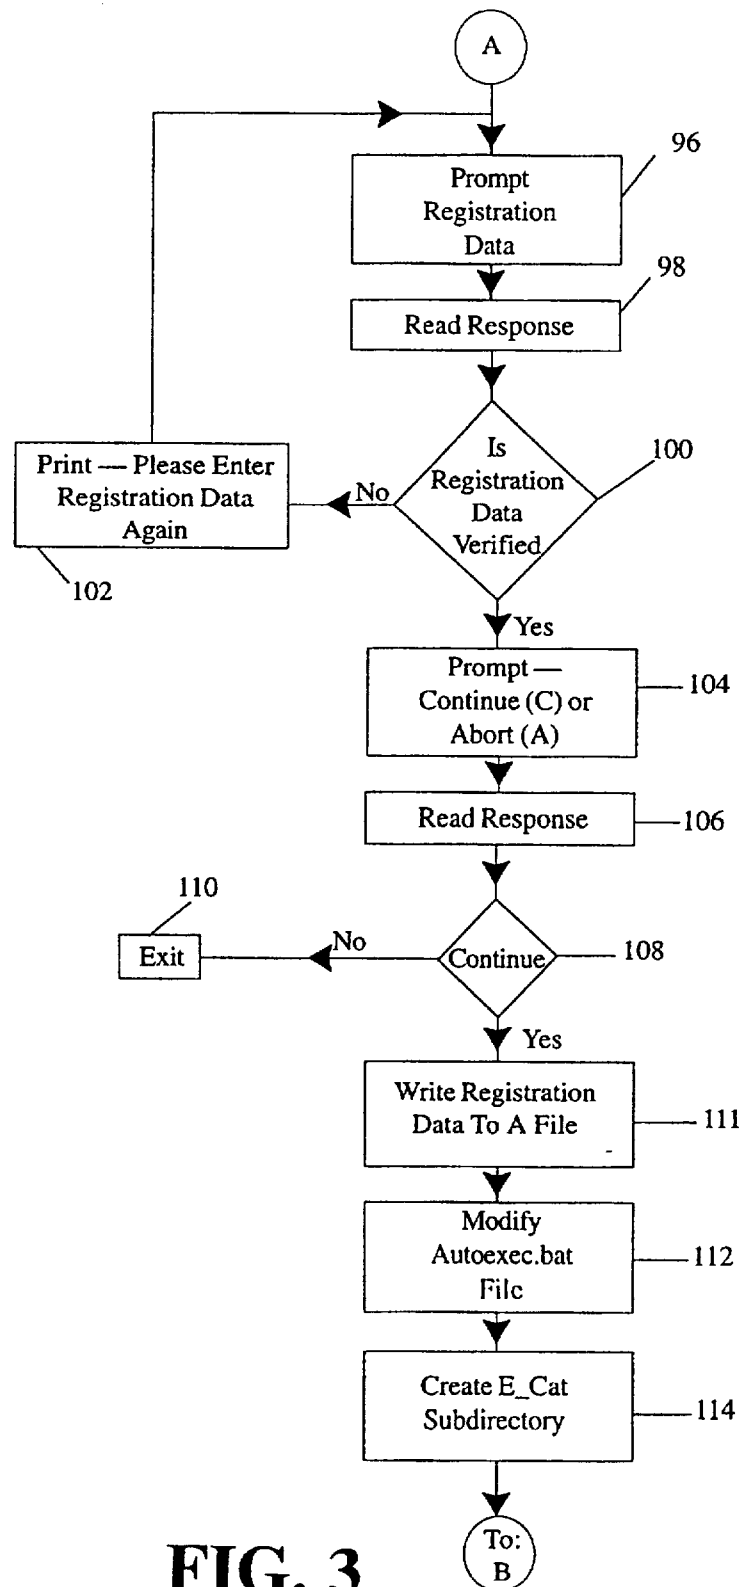 A
Prompt
Registration
Data
96
Read Response
98
Is
Registration
Data
Verified
100
No
Print — Please Enter
Registration Data
Again
102
Yes
Prompt —
Continue (C) or
Abort (A)
104
Read Response
106
Continue
108
No
Exit
110
Yes
Write Registration
Data To A File
111
Modify
Autoexec.bat
File
112
Create E_Cat
Subdirectory
114
To:
B
FIG. 3